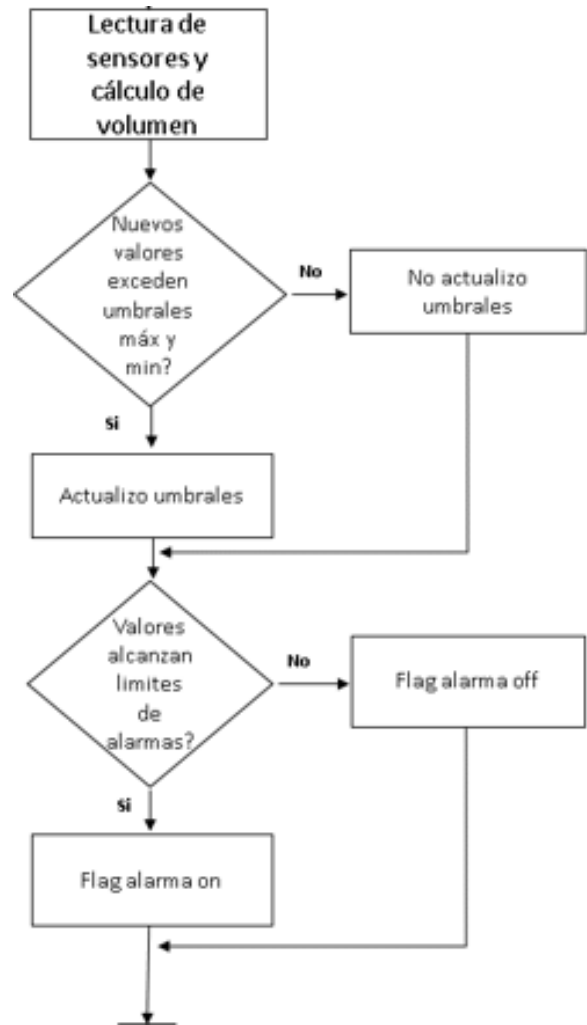 Lectura de
sensores y
cálculo de
volumen
Nuevos
valores
exceden
umbrales
máx y
min?
No
No actualizo
umbrales
Si
Actualizo umbrales
Valores
alcanzan
limites
de
alarmas?
No
Flag alarma off
Si
Flag alarma on